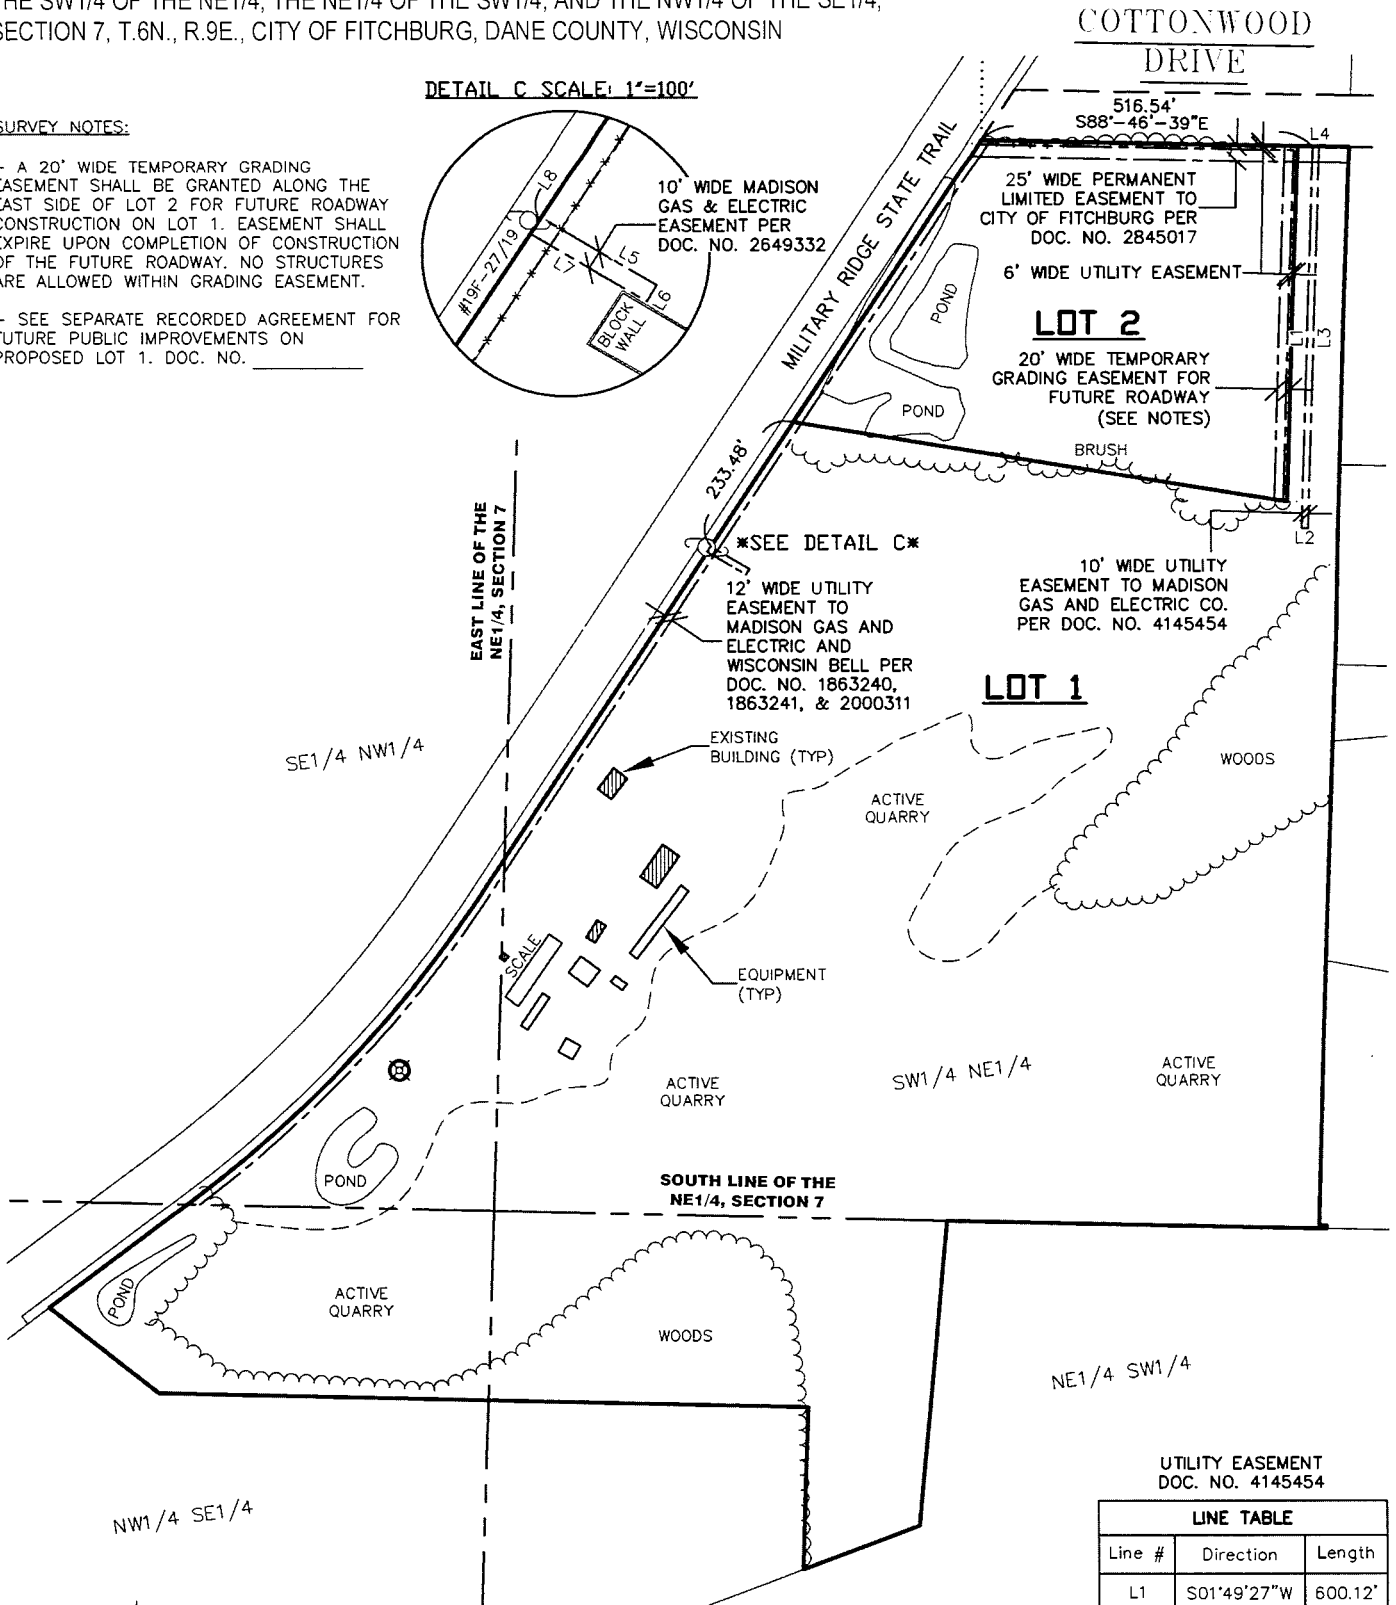 THE SW1/4 OF THE NE1/4, THE NE1/4 OF THE SW1/4, AND THE NW1/4 OF THE SE1/4,
SECTION 7, T.6N., R.9E., CITY OF FITCHBURG, DANE COUNTY, WISCONSIN
COTTONWOOD
DRIVE
DETAIL C SCALE: 1"=100'
SURVEY NOTES:
- A 20' WIDE TEMPORARY GRADING
EASEMENT SHALL BE GRANTED ALONG THE
EAST SIDE OF LOT 2 FOR FUTURE ROADWAY
CONSTRUCTION ON LOT 1. EASEMENT SHALL
EXPIRE UPON COMPLETION OF CONSTRUCTION
OF THE FUTURE ROADWAY. NO STRUCTURES
ARE ALLOWED WITHIN GRADING EASEMENT.
- SEE SEPARATE RECORDED AGREEMENT FOR
FUTURE PUBLIC IMPROVEMENTS ON
PROPOSED LOT 1. DOC. NO.
#19F-27/19
L8
L7
L5
L6
BLOCK
WALL
10' WIDE MADISON
GAS & ELECTRIC
EASEMENT PER
DOC. NO. 2649332
MILITARY RIDGE STATE TRAIL
516.54'
S88°-46'-39"E
L4
25' WIDE PERMANENT
LIMITED EASEMENT TO
CITY OF FITCHBURG PER
DOC. NO. 2845017
6' WIDE UTILITY EASEMENT
POND
LOT 2
L1
L3
20' WIDE TEMPORARY
GRADING EASEMENT FOR
FUTURE ROADWAY
(SEE NOTES)
POND
BRUSH
233.48'
EAST LINE OF THE
NE1/4, SECTION 7
*SEE DETAIL C*
L2
12' WIDE UTILITY
EASEMENT TO
MADISON GAS AND
ELECTRIC AND
WISCONSIN BELL PER
DOC. NO. 1863240,
1863241, & 2000311
10' WIDE UTILITY
EASEMENT TO MADISON
GAS AND ELECTRIC CO.
PER DOC. NO. 4145454
LOT 1
SE1/4 NW1/4
EXISTING
BUILDING (TYP)
WOODS
ACTIVE
QUARRY
SCALE
EQUIPMENT
(TYP)
ACTIVE
QUARRY
SW1/4 NE1/4
ACTIVE
QUARRY
POND
SOUTH LINE OF THE
NE1/4, SECTION 7
POND
ACTIVE
QUARRY
WOODS
NE1/4 SW1/4
NW1/4 SE1/4
UTILITY EASEMENT
DOC. NO. 4145454
LINE TABLE
Line # Direction Length
L1 S01°49'27"W 600.12'